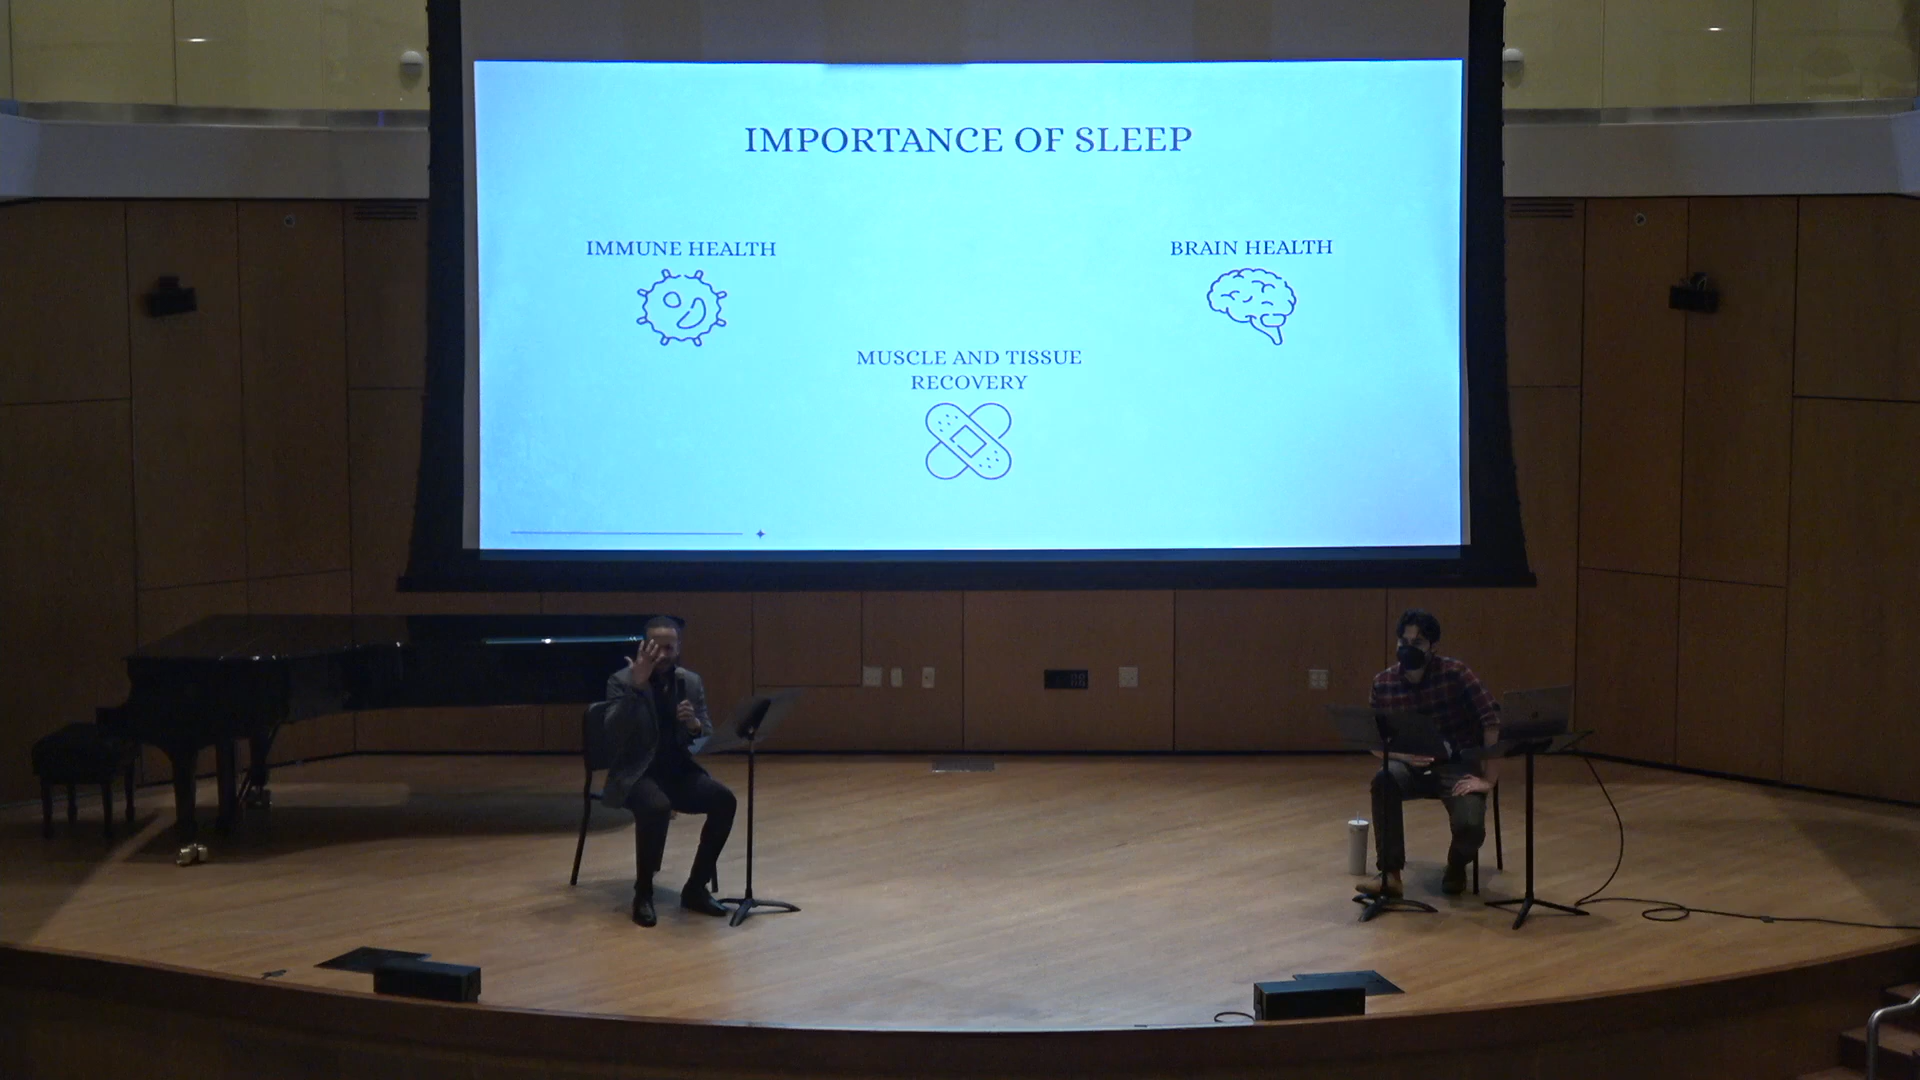 IMPORTANCE OF SLEEP
IMMUNE HEALTH
BRAIN HEALTH
MUSCLE AND TISSUE
RECOVERY